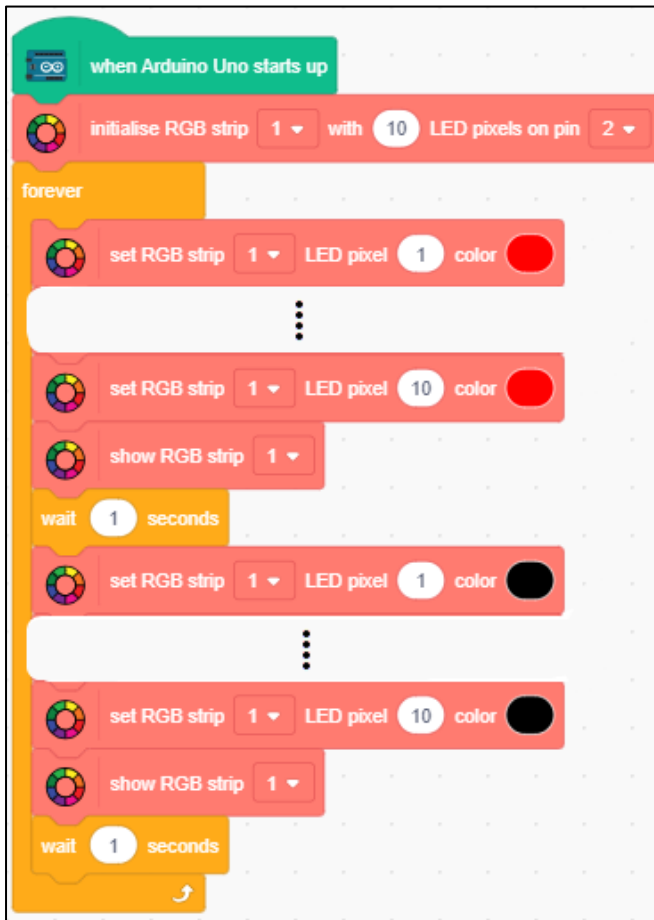 when Arduino Uno starts up
initialise RGB strip 1 with 10 LED pixels on pin 2
forever
set RGB strip 1 LED pixel 1 color
set RGB strip 1 LED pixel 10 color
show RGB strip 1
wait 1 seconds
set RGB strip 1 LED pixel 1 color
set RGB strip 1 LED pixel 10 color
show RGB strip 1
wait 1 seconds